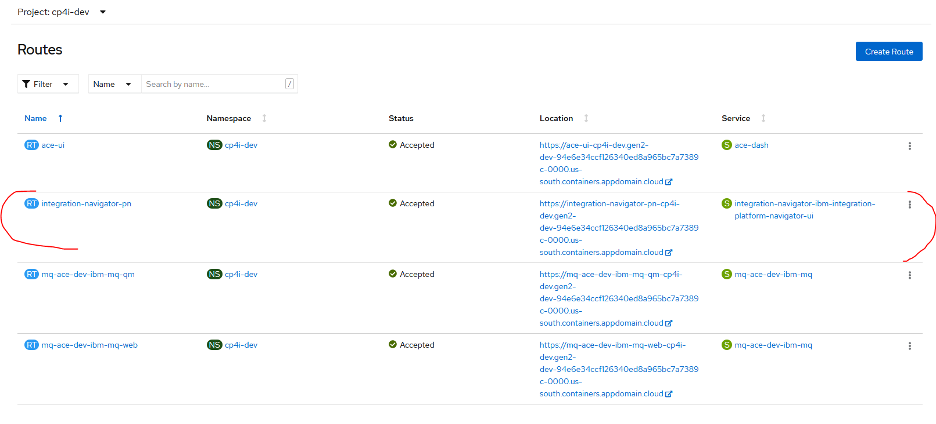 Project: cp4i-dev
Routes
Create Route
Filter
Name
Search by name...
/
Name
Namespace
Status
Location
Service
RT ace-ui
NS cp4i-dev
Accepted
https://ace-ui-cp4i-dev.gen2-
dev-94e6e34ccf126340ed8a965bc7a7389
c-0000.us-
south.containers.appdomain.cloud
S ace-dash
RT integration-navigator-pn
NS cp4i-dev
Accepted
https://integration-navigator-pn-cp4i-
dev.gen2-
dev-94e6e34ccf126340ed8a965bc7a7389
c-0000.us-
south.containers.appdomain.cloud
S integration-navigator-ibm-integration-
platform-navigator-ui
RT mq-ace-dev-ibm-mq-qm
NS cp4i-dev
Accepted
https://mq-ace-dev-ibm-mq-qm-cp4i-
dev.gen2-
dev-94e6e34ccf126340ed8a965bc7a7389
c-0000.us-
south.containers.appdomain.cloud
S mq-ace-dev-ibm-mq
RT mq-ace-dev-ibm-mq-web
NS cp4i-dev
Accepted
https://mq-ace-dev-ibm-mq-web-cp4i-
dev.gen2-
dev-94e6e34ccf126340ed8a965bc7a7389
c-0000.us-
south.containers.appdomain.cloud
S mq-ace-dev-ibm-mq